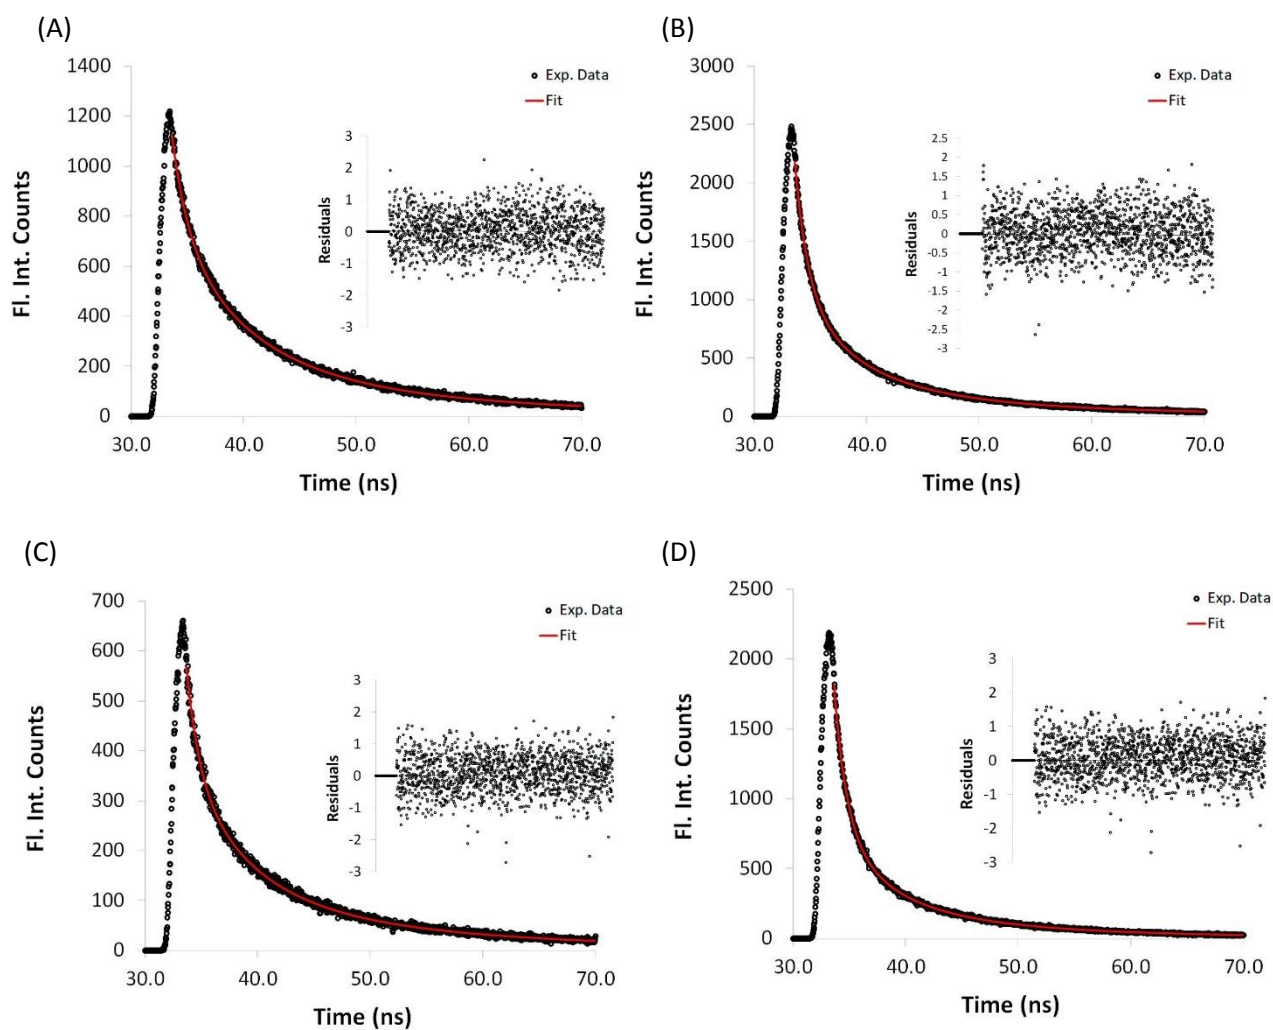 (A)
1400
1200
1000
800
600
400
200
0
Fl. Int. Counts
30.0 40.0 50.0 60.0 70.0
Time (ns)
Exp. Data
Fit
3
2
1
0
-1
-2
-3
Residuals
(B)
3000
2500
2000
1500
1000
500
0
Fl. Int. Counts
30.0 40.0 50.0 60.0 70.0
Time (ns)
Exp. Data
Fit
2.5
2
1.5
1
0.5
0
-0.5
-1
-1.5
-2
-2.5
-3
Residuals
(C)
700
600
500
400
300
200
100
0
Fl. Int. Counts
30.0 40.0 50.0 60.0 70.0
Time (ns)
Exp. Data
Fit
3
2
1
0
-1
-2
-3
Residuals
(D)
2500
2000
1500
1000
500
0
Fl. Int. Counts
30.0 40.0 50.0 60.0 70.0
Time (ns)
Exp. Data
Fit
3
2
1
0
-1
-2
-3
Residuals